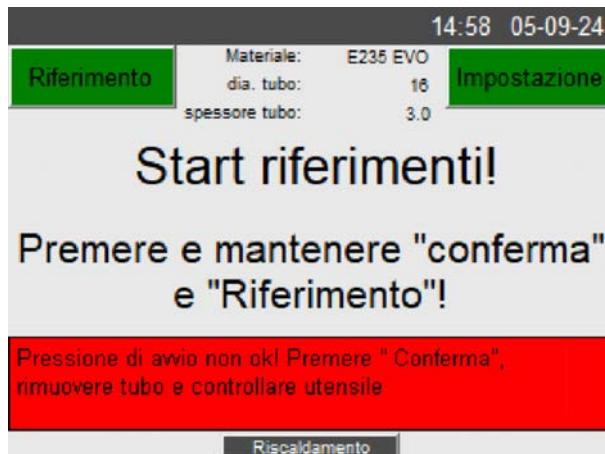 14:58 05-09-24
Riferimento
Materiale: E235 EVO
dia. tubo: 16
spessore tubo: 3.0
Impostazione
Start riferimenti!
Premere e mantenere "conferma"
e "Riferimento"!
Pressione di avvio non ok! Premere " Conferma",
rimuovere tubo e controllare utensile
Riscaldamento